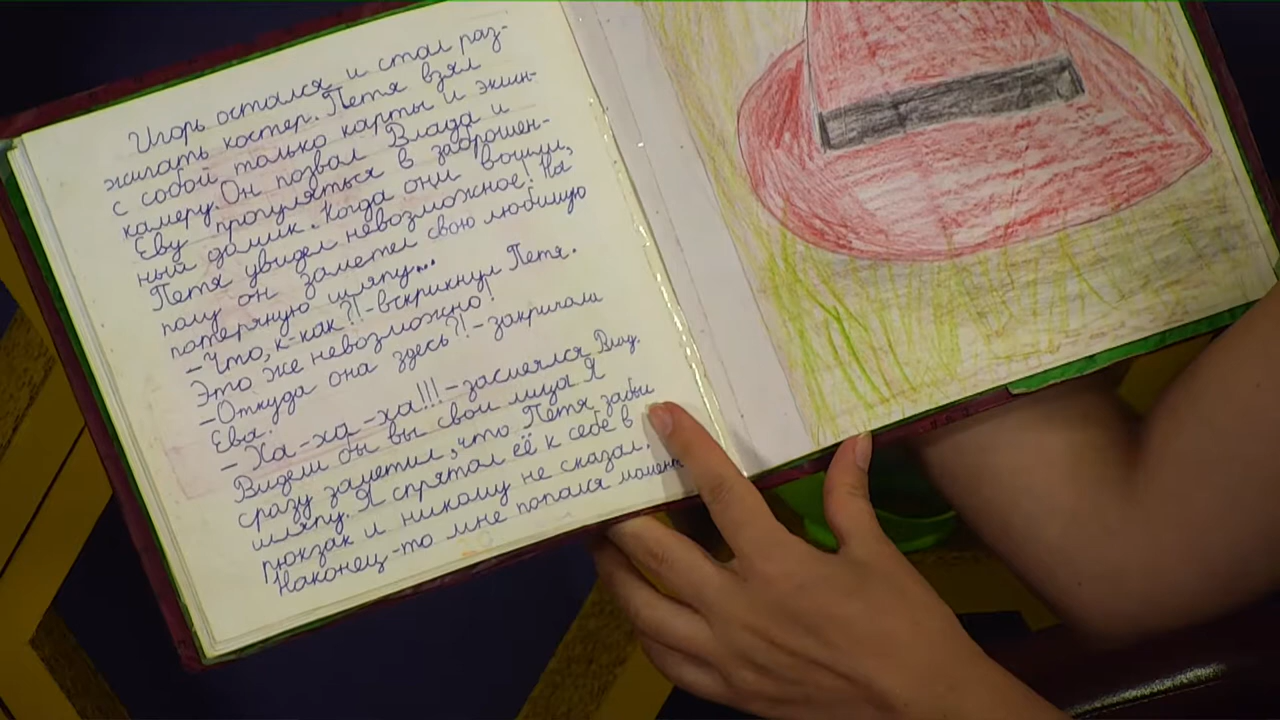 Игорь остался и стал раз-
жигать костер. Петя взял
с собой только карты и экшн-
камеру. Он позвал Влада и
Еву прогуляться в заброшен-
ный домик. Когда они вошли,
Петя увидел невозможное! На
полу он заметел свою любимую
потеряную шляпу...
- Что, к-как?! - вскрикнул Петя.
Это же невозможно!
- Откуда она здесь?! - закричала
Ева.
- Ха-ха-ха!!! - засмеялся Влад.
Видели бы вы свои лица Я
сразу заметил, что Петя забыл
шляпу. Я спрятал её к себе в
рюкзак и никому не сказал.
Наконец-то мне попался момент